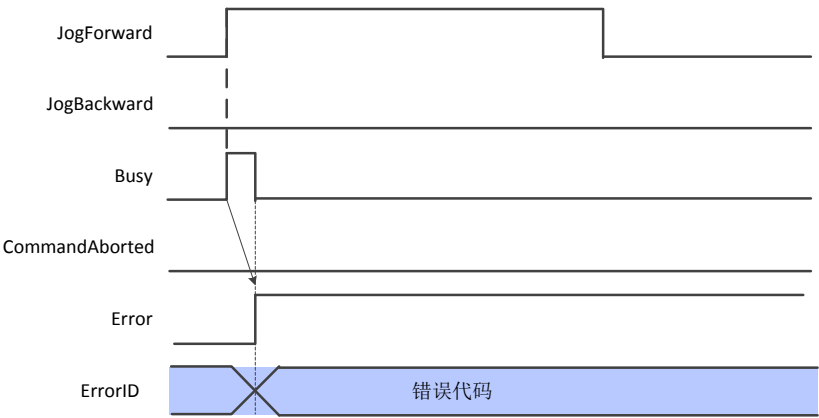 JogForward
JogBackward
Busy
CommandAborted
Error
ErrorID
错误代码